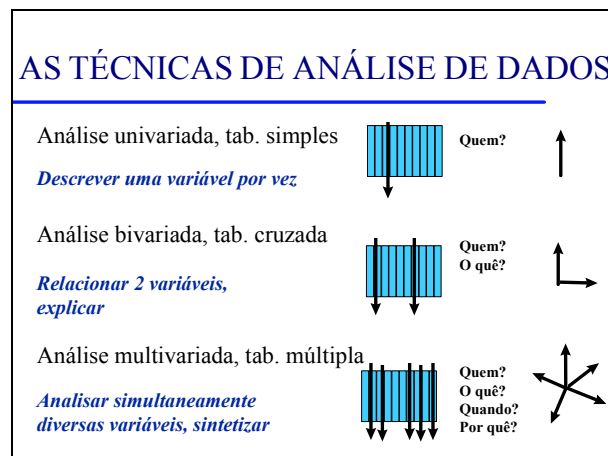 AS TÉCNICAS DE ANÁLISE DE DADOS
Análise univariada, tab. simples
Quem?
Descrever uma variável por vez
Análise bivariada, tab. cruzada
Quem?
O quê?
Relacionar 2 variáveis,
explicar
Análise multivariada, tab. múltipla
Quem?
O quê?
Quando?
Por quê?
Analisar simultaneamente
diversas variáveis, sintetizar